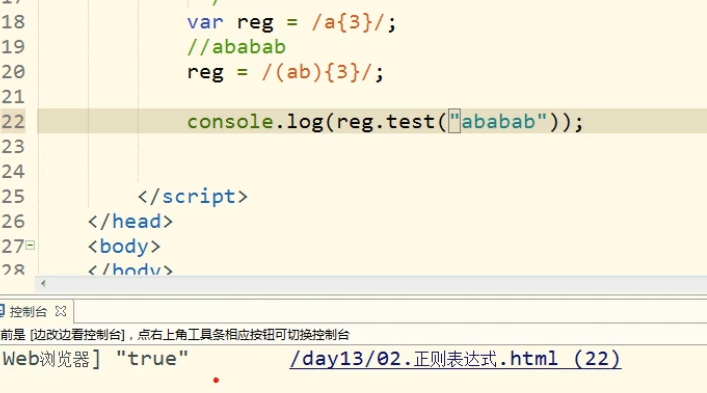 18 var reg = /a{3}/;
19 //ababab
20 reg = /(ab){3}/;
21
22 console.log(reg.test("ababab"));
23
24
25 </script>
26 </head>
27 <body>
28 </body>
控制台
前是 [边改边看控制台]，点右上角工具条相应按钮可切换控制台
Web浏览器] "true" /day13/02.正则表达式.html (22)